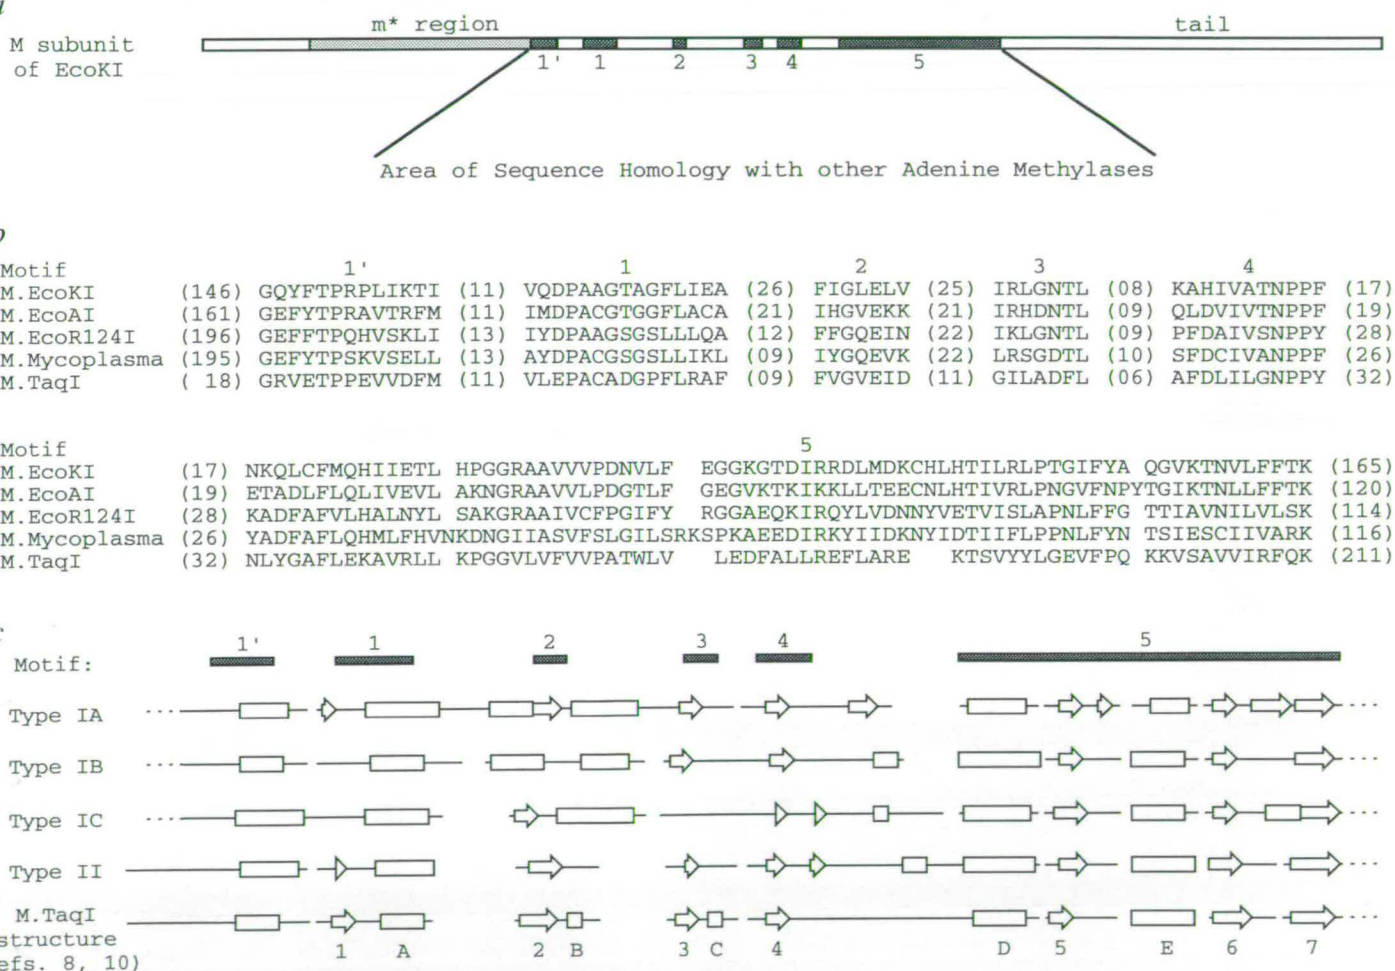 m* region tail
M subunit
of EcoKI
1' 1 2 3 4 5
Area of Sequence Homology with other Adenine Methylases
Motif 1' 1 2 3 4
M.EcoKI (146) GQYFTPRPLIKTI (11) VQDPAAGTAGFLIEA (26) FIGLELV (25) IRLGNTL (08) KAHIVATNPPF (17)
M.EcoAI (161) GEFYTPRAVTRFM (11) IMDPACGTGGFLACA (21) IHGVEKK (21) IRHDNTL (09) QLDVIVTNPPF (19)
M.EcoR124I (196) GEFFTPQHVSKLI (13) IYDPAAGSGSLLLQA (12) FFGQEIN (22) IKLGNTL (09) PFDAIVSNPPY (28)
M.Mycoplasma (195) GEFYTPSKVSELL (13) AYDPACGSGSLLIKL (09) IYGQEVK (22) LRSGDTL (10) SFDCIVANPPF (26)
M.TaqI ( 18) GRVETPPEVVDFM (11) VLEPACADGPFLRAF (09) FVGVEID (11) GILADFL (06) AFDLILGNPPY (32)
Motif 5
M.EcoKI (17) NKQLCFMQHIIETL HPGGRAAVVVPDNVLF EGGKGTDIRRDLMDKCHLHTILRLPTGIFYA QGVKTNVLFFTK (165)
M.EcoAI (19) ETADLFLQLIVEVL AKNGRAAVVLPDGTLF GEGVKTKIKKLLTEECNLHTIVRLPNGVFNPYTGIKTNLLFFTK (120)
M.EcoR124I (28) KADFAFVLHALNYL SAKGRAAIVCFPGIFY RGGAEQKIRQYLVDNNYVETVISLAPNLFFG TTIAVNILVLSK (114)
M.Mycoplasma (26) YADFAFLQHMLFHVNKDNGIIASVFSLGILSRKSPKAEEDIRKYIIDKNYIDTIIFLPPNLFYN TSIESCIIVARK (116)
M.TaqI (32) NLYGAFLEKAVRLL KPGGVLVFVVPATWLV LEDFALLREFLARE KTSVYYLGEVFPQ KKVSAVVIRFQK (211)
1' 1 2 3 4 5
Motif:
Type IA
Type IB
Type IC
Type II
M.TaqI
structure
1 A 2 B 3 C 4 D 5 E 6 7
efs. 8, 10)